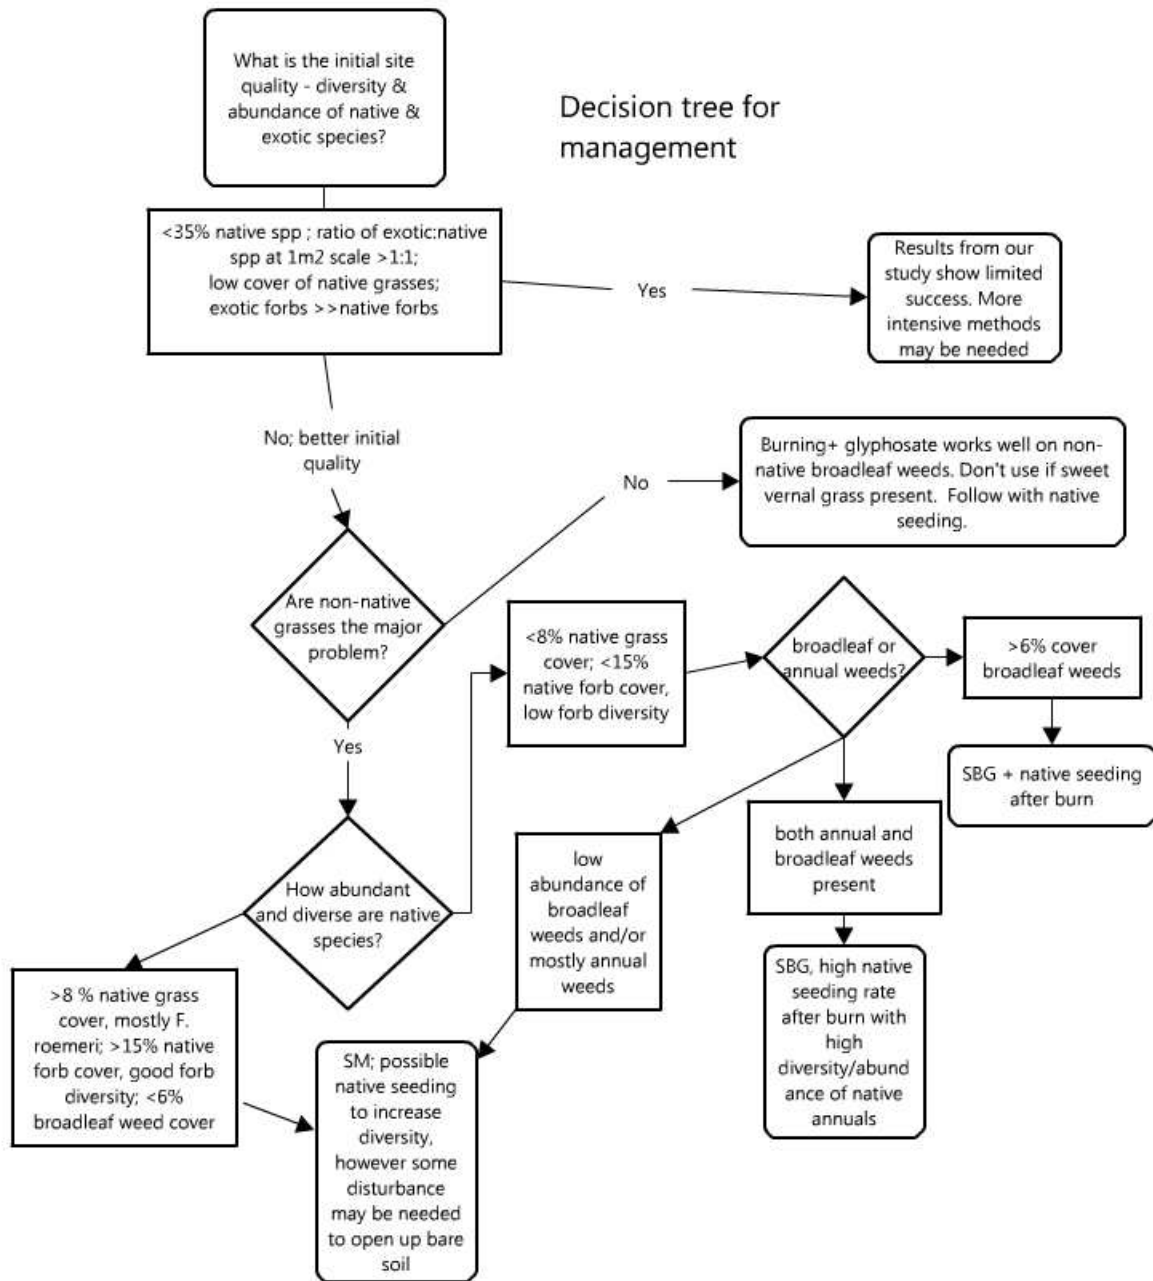 What is the initial site
quality - diversity &
abundance of native &
exotic species?
Decision tree for
management
<35% native spp ; ratio of exotic:native
spp at 1m2 scale >1:1;
low cover of native grasses;
exotic forbs >>native forbs
Yes
Results from our
study show limited
success. More
intensive methods
may be needed
No; better initial
quality
No
Burning+ glyphosate works well on non-
native broadleaf weeds. Don't use if sweet
vernal grass present.  Follow with native
seeding.
Are non-native
grasses the major
problem?
<8% native grass
cover; <15%
native forb cover,
low forb diversity
broadleaf or
annual weeds?
>6% cover
broadleaf weeds
Yes
SBG + native seeding
after burn
How abundant
and diverse are native
species?
low
abundance of
broadleaf
weeds and/or
mostly annual
weeds
both annual and
broadleaf weeds
present
>8 % native grass
cover, mostly F.
roemeri; >15% native
forb cover, good forb
diversity; <6%
broadleaf weed cover
SM; possible
native seeding
to increase
diversity,
however some
disturbance
may be needed
to open up bare
soil
SBG, high native
seeding rate
after burn with
high
diversity/abund
ance of native
annuals